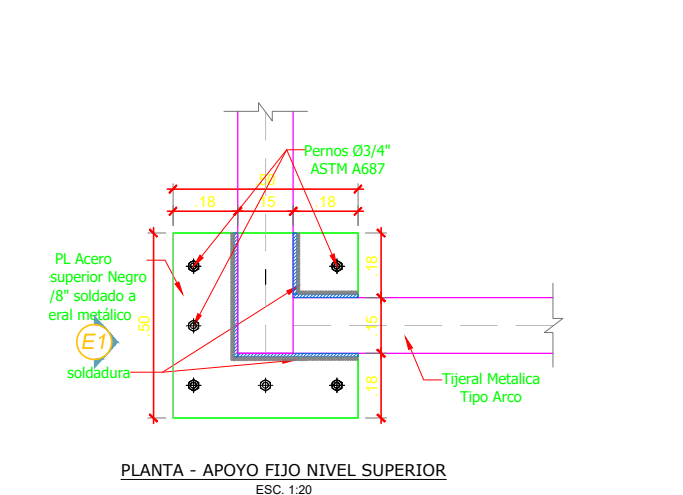 Pernos Ø3/4"
ASTM A687
.50
.18
.15
.18
PL Acero
superior Negro
/8" soldado a
eral metálico
.18
.50
.15
E1
soldadura
.18
Tijeral Metalica
Tipo Arco
PLANTA - APOYO FIJO NIVEL SUPERIOR
ESC. 1:20